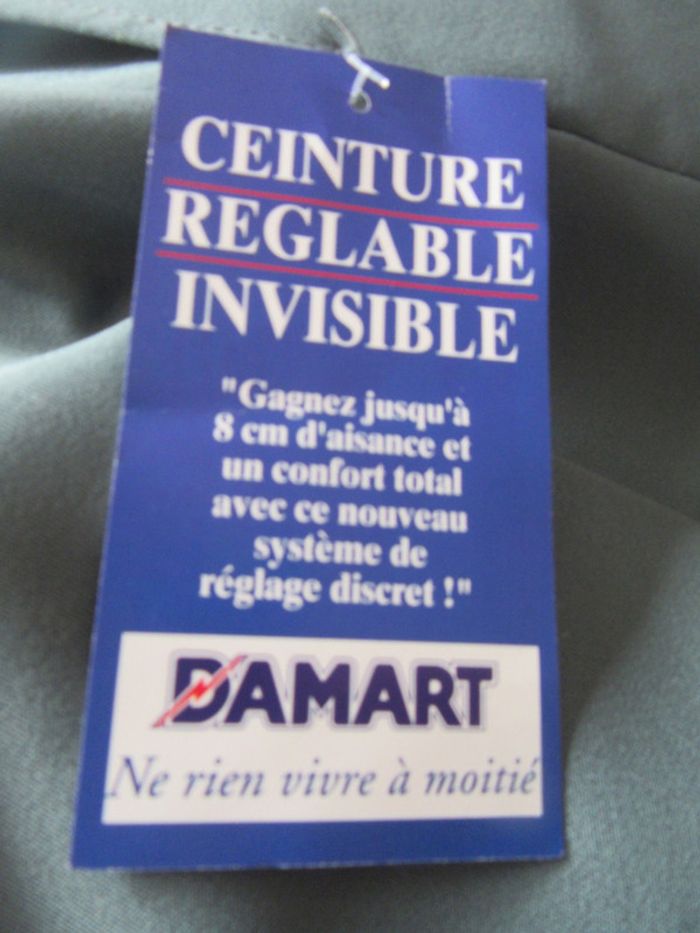 CEINTURE
REGLABLE
INVISIBLE
"Gagnez jusqu'à
8 cm d'aisance et
un confort total
avec ce nouveau
système de
réglage discret !"
DAMART
Ne rien vivre à moitié